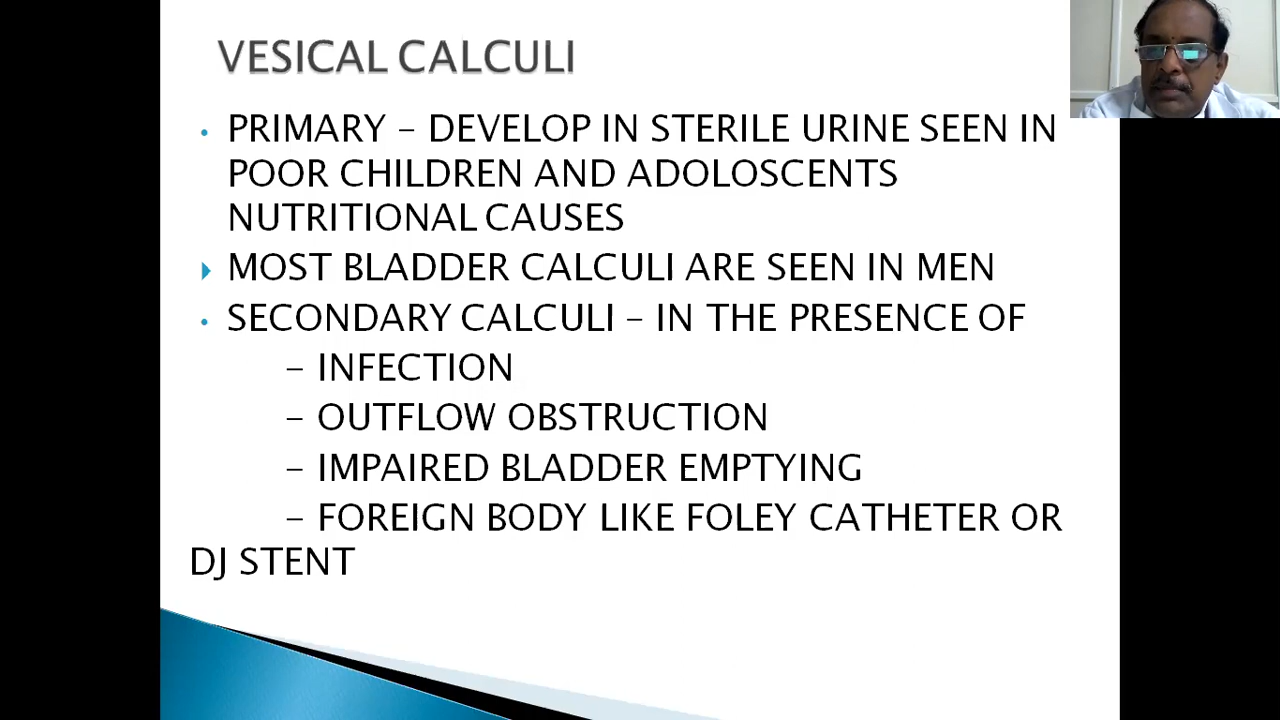 VESICAL CALCULI
• PRIMARY – DEVELOP IN STERILE URINE SEEN IN
POOR CHILDREN AND ADOLOSCENTS
NUTRITIONAL CAUSES
MOST BLADDER CALCULI ARE SEEN IN MEN
• SECONDARY CALCULI – IN THE PRESENCE OF
– INFECTION
– OUTFLOW OBSTRUCTION
– IMPAIRED BLADDER EMPTYING
– FOREIGN BODY LIKE FOLEY CATHETER OR
DJ STENT